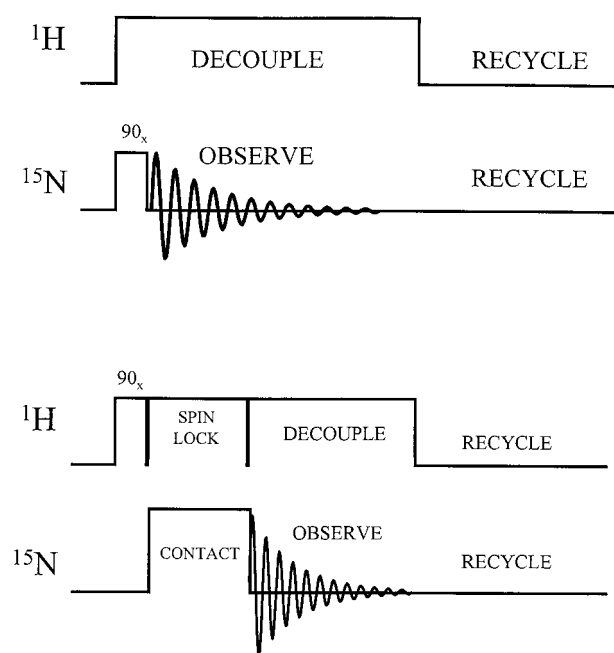 ¹H
DECOUPLE
RECYCLE
90ₓ
¹⁵N
OBSERVE
RECYCLE
90ₓ
¹H
SPIN
LOCK
DECOUPLE
RECYCLE
¹⁵N
CONTACT
OBSERVE
RECYCLE